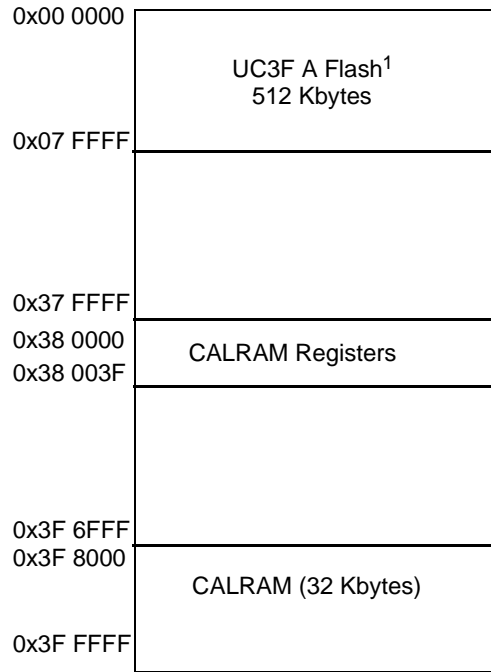 0x00 0000
UC3F A Flash1
512 Kbytes
0x07 FFFF
0x37 FFFF
0x38 0000
CALRAM Registers
0x38 003F
0x3F 6FFF
0x3F 8000
CALRAM (32 Kbytes)
0x3F FFFF